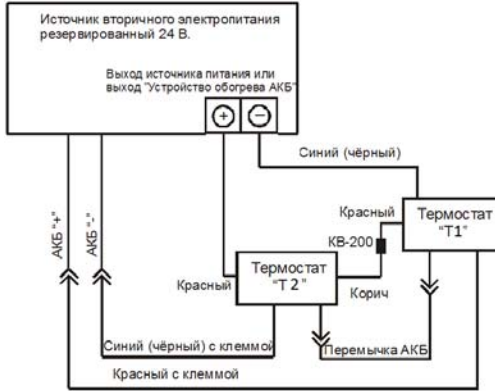 Источник вторичного электропитания
резервированный 24 В.
Выход источника питания или
выход "Устройство обогрева АКБ"
+ −
Синий (чёрный)
АКБ "+"
АКБ "-"
Красный
Термостат
"Т1"
КВ-200
Красный
Термостат
"Т2"
Корич
Синий (чёрный) с клеммой
Перемычка АКБ
Красный с клеммой